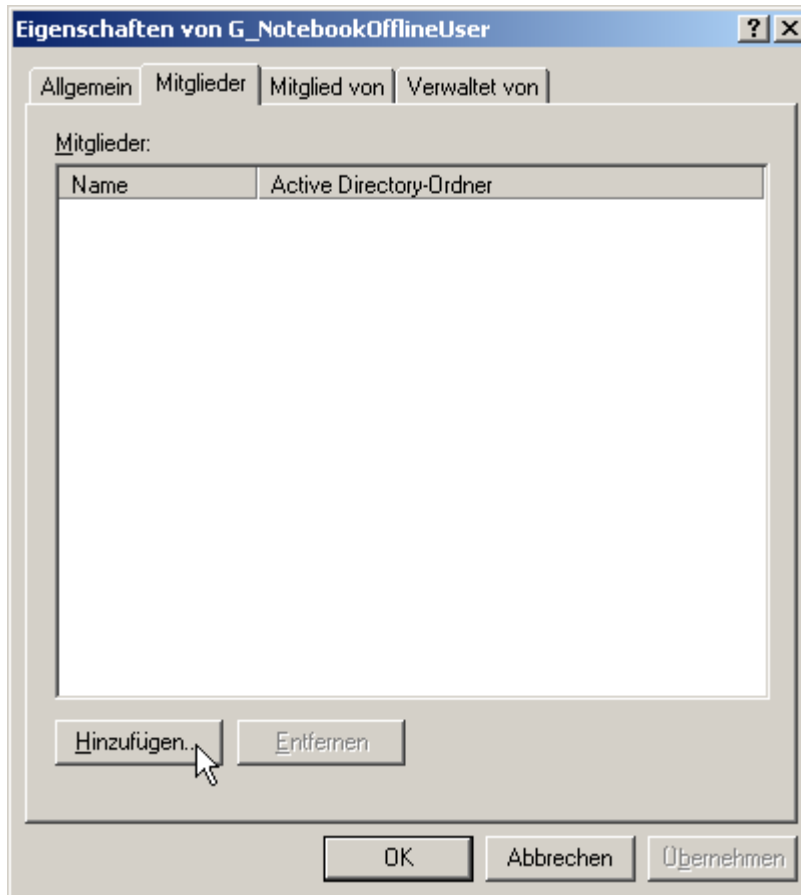 Eigenschaften von G_NotebookOfflineUser
Allgemein Mitglieder Mitglied von Verwaltet von
Mitglieder:
Name Active Directory-Ordner
Hinzufügen... Entfernen
OK Abbrechen Übernehmen